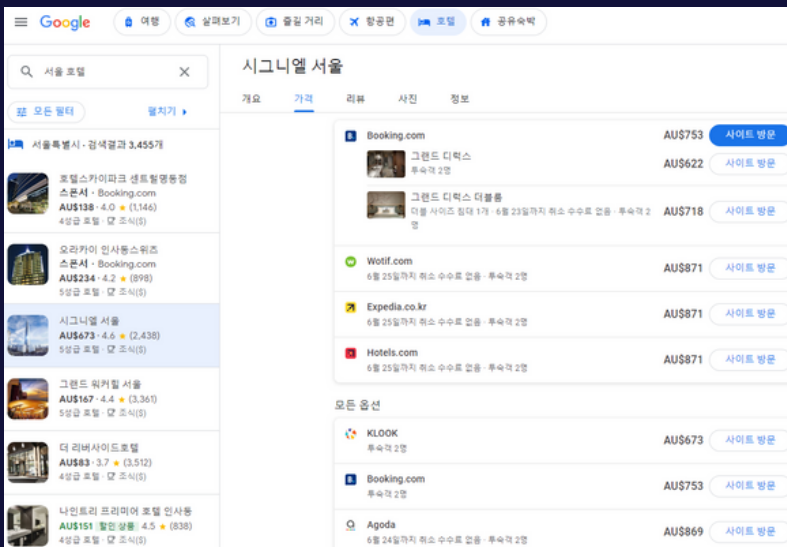 Google
여행
살펴보기
즐길 거리
항공편
호텔
공유숙박
서울 호텔
모든 필터
펼치기
서울특별시 - 검색결과 3,455개
호텔스카이파크 센트럴명동점
스폰서 · Booking.com
AU$138 · 4.0 ★ (1,146)
4성급 호텔 · 조식($)
오라카이 인사동스위츠
스폰서 · Booking.com
AU$234 · 4.2 ★ (898)
5성급 호텔 · 조식($)
시그니엘 서울
AU$673 · 4.6 ★ (2,438)
5성급 호텔 · 조식($)
그랜드 워커힐 서울
AU$167 · 4.4 ★ (3,361)
5성급 호텔 · 조식($)
더 리버사이드호텔
AU$83 · 3.7 ★ (3,512)
4성급 호텔 · 조식($)
나인트리 프리미어 호텔 인사동
AU$151 할인 상품 4.5 ★ (838)
4성급 호텔 · 조식($)
시그니엘 서울
개요 가격 리뷰 사진 정보
Booking.com AU$753 사이트 방문
그랜드 디럭스
투숙객 2명
AU$622 사이트 방문
그랜드 디럭스 더블룸
더블 사이즈 침대 1개 · 6월 23일까지 취소 수수료 없음 · 투숙객 2
명
AU$718 사이트 방문
Wotif.com
6월 25일까지 취소 수수료 없음 · 투숙객 2명
AU$871 사이트 방문
Expedia.co.kr
6월 25일까지 취소 수수료 없음 · 투숙객 2명
AU$871 사이트 방문
Hotels.com
6월 25일까지 취소 수수료 없음 · 투숙객 2명
AU$871 사이트 방문
모든 옵션
KLOOK
투숙객 2명
AU$673 사이트 방문
Booking.com
투숙객 2명
AU$753 사이트 방문
Agoda
6월 24일까지 취소 수수료 없음 · 투숙객 2명
AU$869 사이트 방문